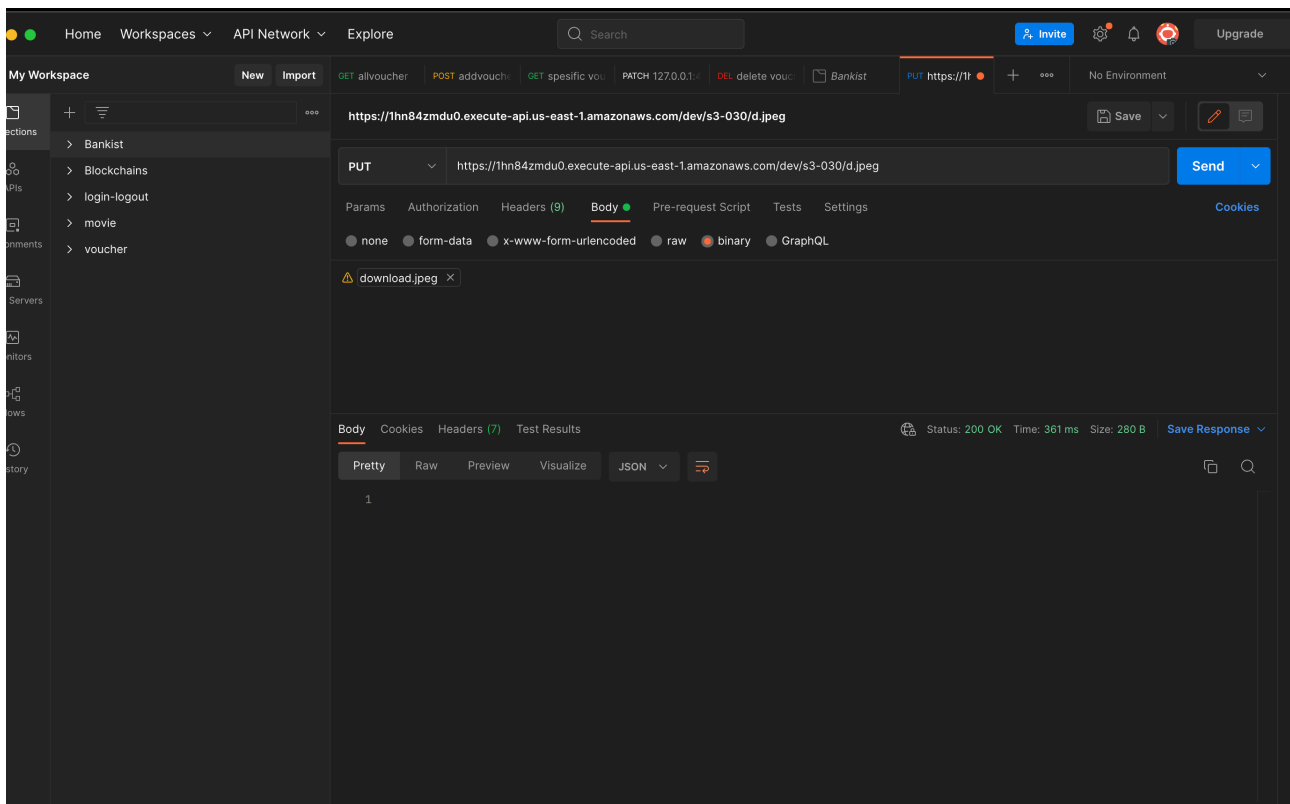 Home Workspaces API Network Explore Search Invite Upgrade
My Workspace New Import GET allvoucher POST addvouche GET spesific vou PATCH 127.0.0.1:4 DEL delete vouc Bankist PUT https://1h No Environment
https://1hn84zmdu0.execute-api.us-east-1.amazonaws.com/dev/s3-030/d.jpeg Save
ections
Bankist
PUT https://1hn84zmdu0.execute-api.us-east-1.amazonaws.com/dev/s3-030/d.jpeg Send
Blockchains
APIs
login-logout
Params Authorization Headers (9) Body Pre-request Script Tests Settings Cookies
movie
onments
none form-data x-www-form-urlencoded raw binary GraphQL
voucher
download.jpeg
Servers
nitors
lows
Body Cookies Headers (7) Test Results Status: 200 OK Time: 361 ms Size: 280 B Save Response
story
Pretty Raw Preview Visualize JSON
1